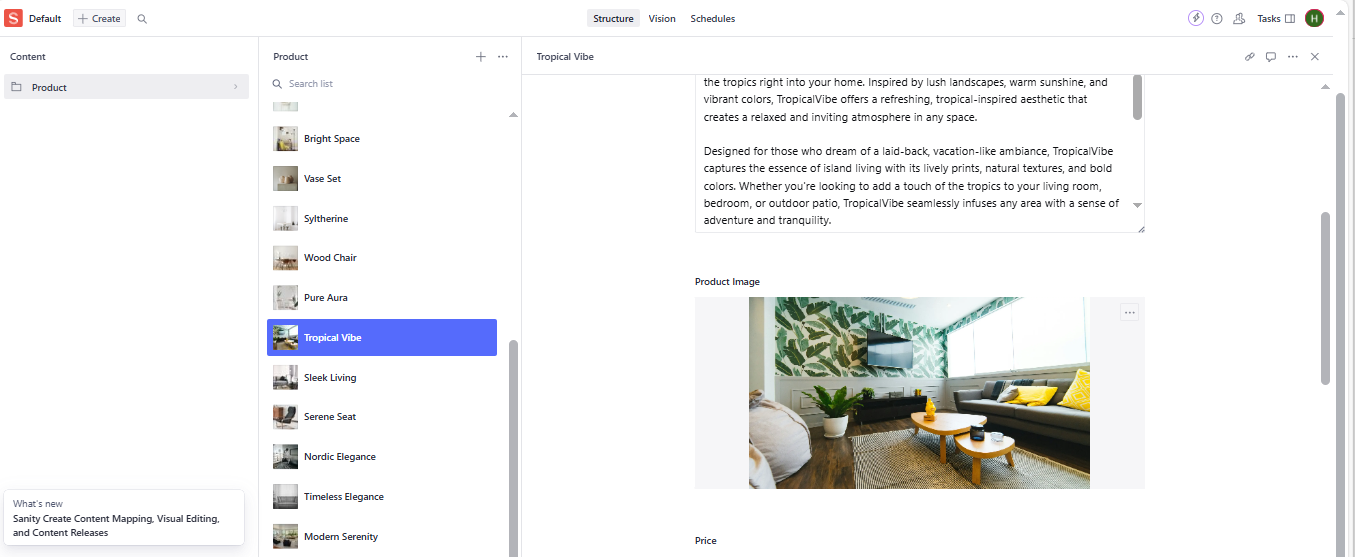 S
Default
Create
Structure
Vision
Schedules
Tasks
H
Content
Product
What's new
Sanity Create Content Mapping, Visual Editing,
and Content Releases
Product
Search list
Bright Space
Vase Set
Syltherine
Wood Chair
Pure Aura
Tropical Vibe
Sleek Living
Serene Seat
Nordic Elegance
Timeless Elegance
Modern Serenity
Tropical Vibe
the tropics right into your home. Inspired by lush landscapes, warm sunshine, and
vibrant colors, TropicalVibe offers a refreshing, tropical-inspired aesthetic that
creates a relaxed and inviting atmosphere in any space.
Designed for those who dream of a laid-back, vacation-like ambiance, TropicalVibe
captures the essence of island living with its lively prints, natural textures, and bold
colors. Whether you're looking to add a touch of the tropics to your living room,
bedroom, or outdoor patio, TropicalVibe seamlessly infuses any area with a sense of
adventure and tranquility.
Product Image
Price